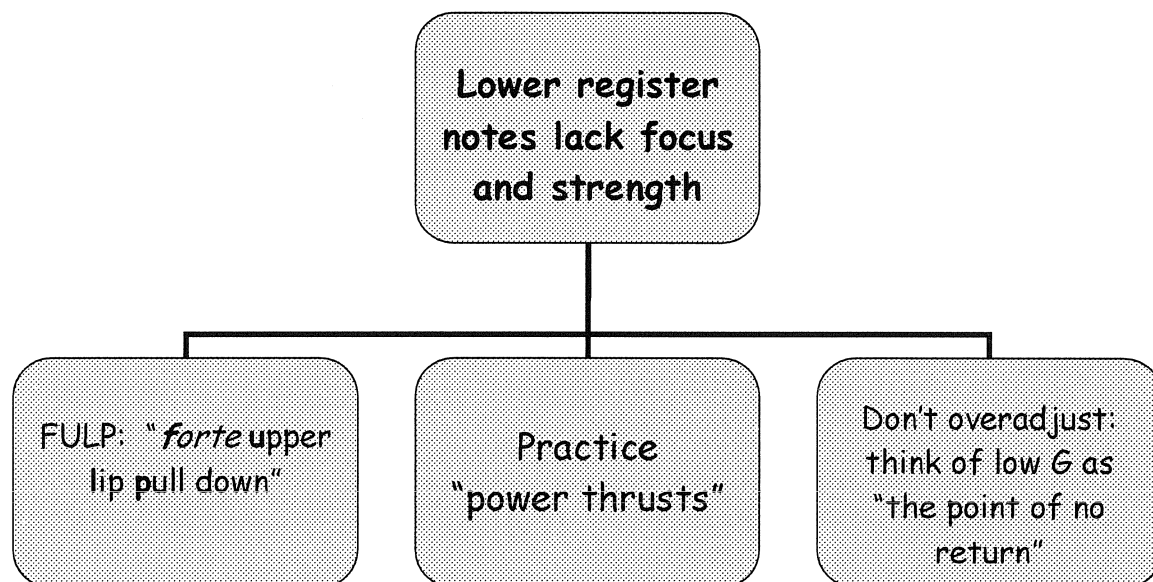 Lower register
notes lack focus
and strength
FULP: "forte upper
lip pull down"
Practice
"power thrusts"
Don't overadjust:
think of low G as
"the point of no
return"